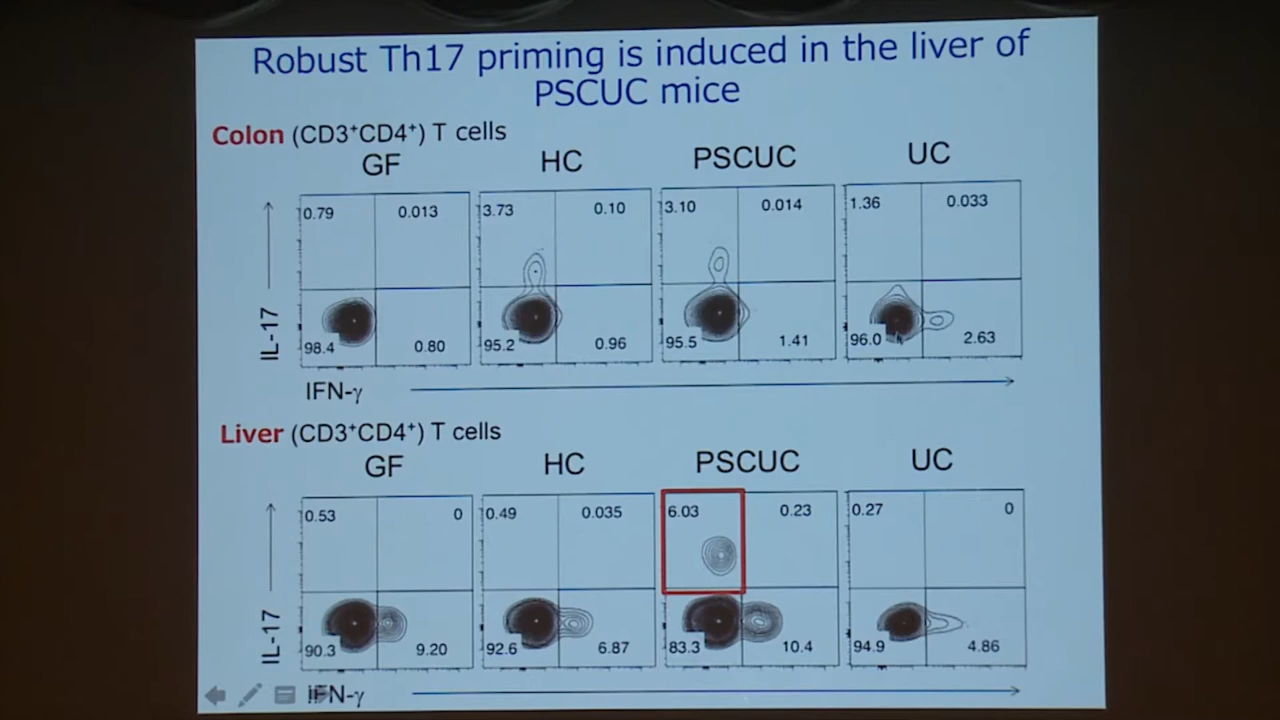 Robust Th17 priming is induced in the liver of
PSCUC mice
Colon (CD3⁺CD4⁺) T cells
GF HC PSCUC UC
0.79 0.013 3.73 0.10 3.10 0.014 1.36 0.033
98.4 0.80 95.2 0.96 95.5 1.41 96.0 2.63
IL-17
IFN-γ
Liver (CD3⁺CD4⁺) T cells
GF HC PSCUC UC
0.53 0 0.49 0.035 6.03 0.23 0.27 0
90.3 9.20 92.6 6.87 83.3 10.4 94.9 4.86
IL-17
IFN-γ